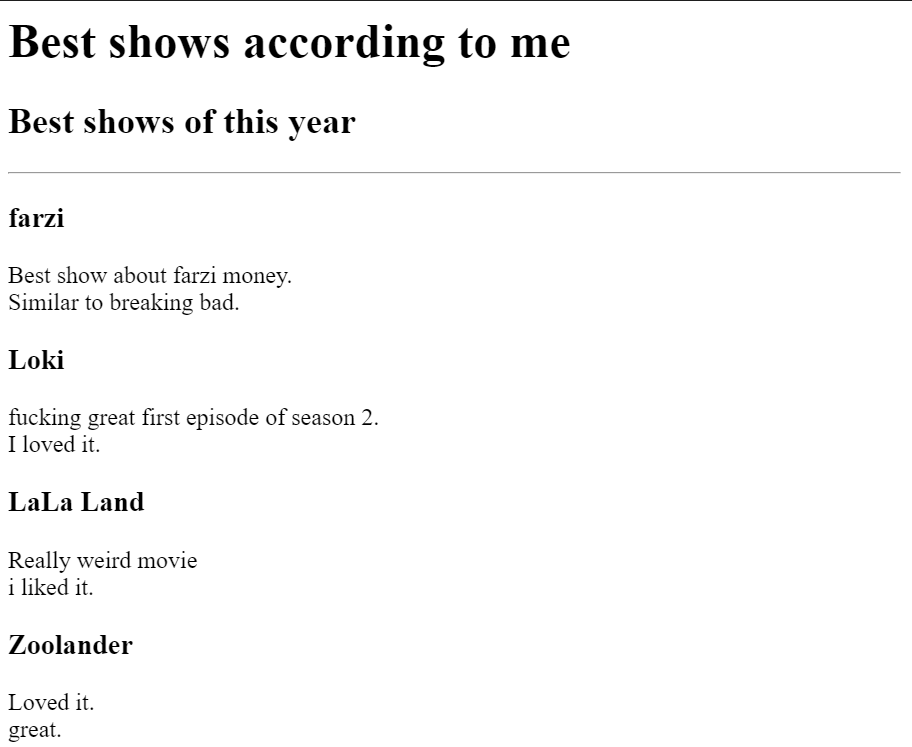 Best shows according to me
Best shows of this year
farzi
Best show about farzi money.
Similar to breaking bad.
Loki
fucking great first episode of season 2.
I loved it.
LaLa Land
Really weird movie
i liked it.
Zoolander
Loved it.
great.